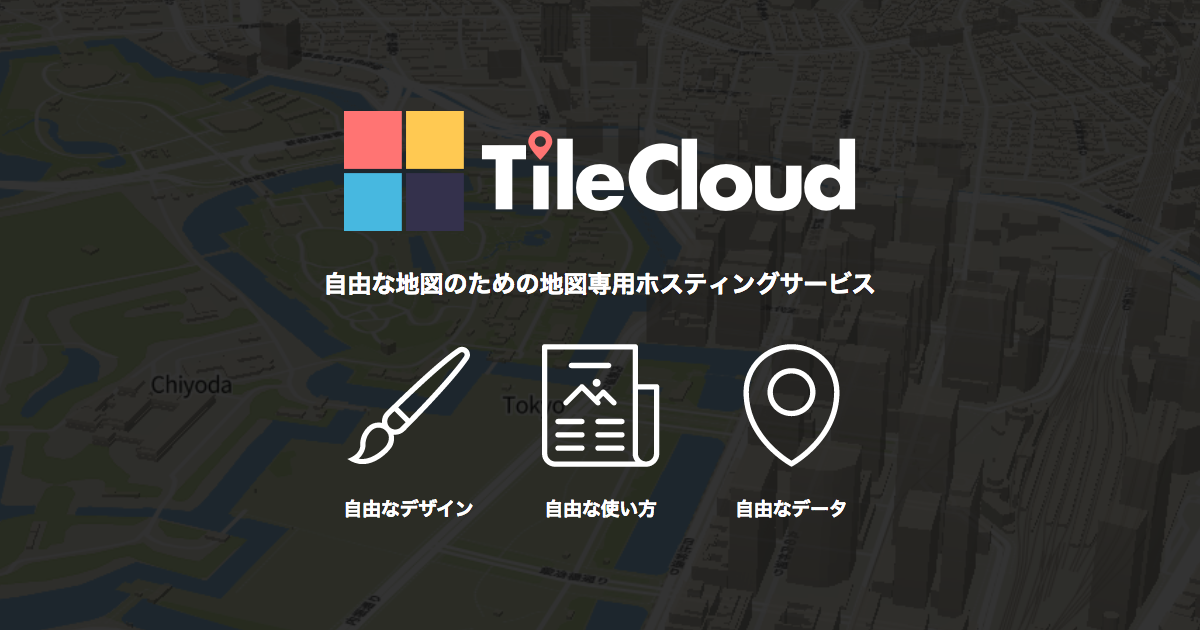 TileCloud
自由な地図のための地図専用ホスティングサービス
Chiyoda
Tokyo
自由なデザイン
自由な使い方
自由なデータ